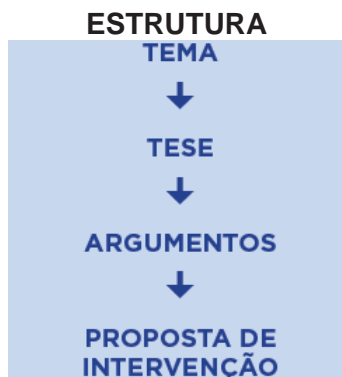 ESTRUTURA
TEMA
TESE
ARGUMENTOS
PROPOSTA DE
INTERVENÇÃO